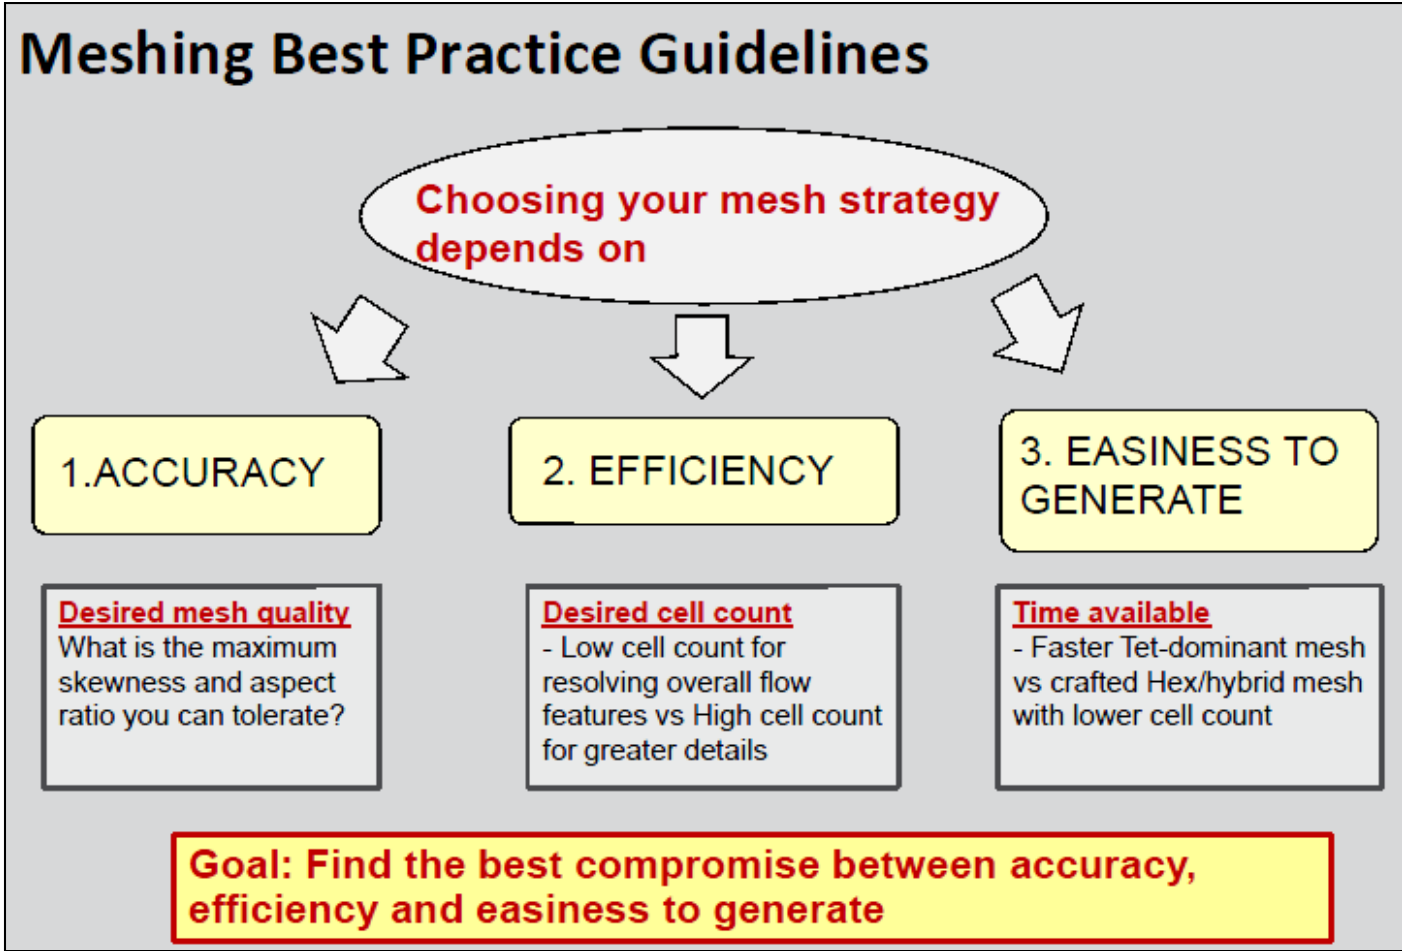 Meshing Best Practice Guidelines
Choosing your mesh strategy
depends on
1.ACCURACY
Desired mesh quality
What is the maximum
skewness and aspect
ratio you can tolerate?
2. EFFICIENCY
Desired cell count
- Low cell count for
resolving overall flow
features vs High cell count
for greater details
3. EASINESS TO
GENERATE
Time available
- Faster Tet-dominant mesh
vs crafted Hex/hybrid mesh
with lower cell count
Goal: Find the best compromise between accuracy,
efficiency and easiness to generate